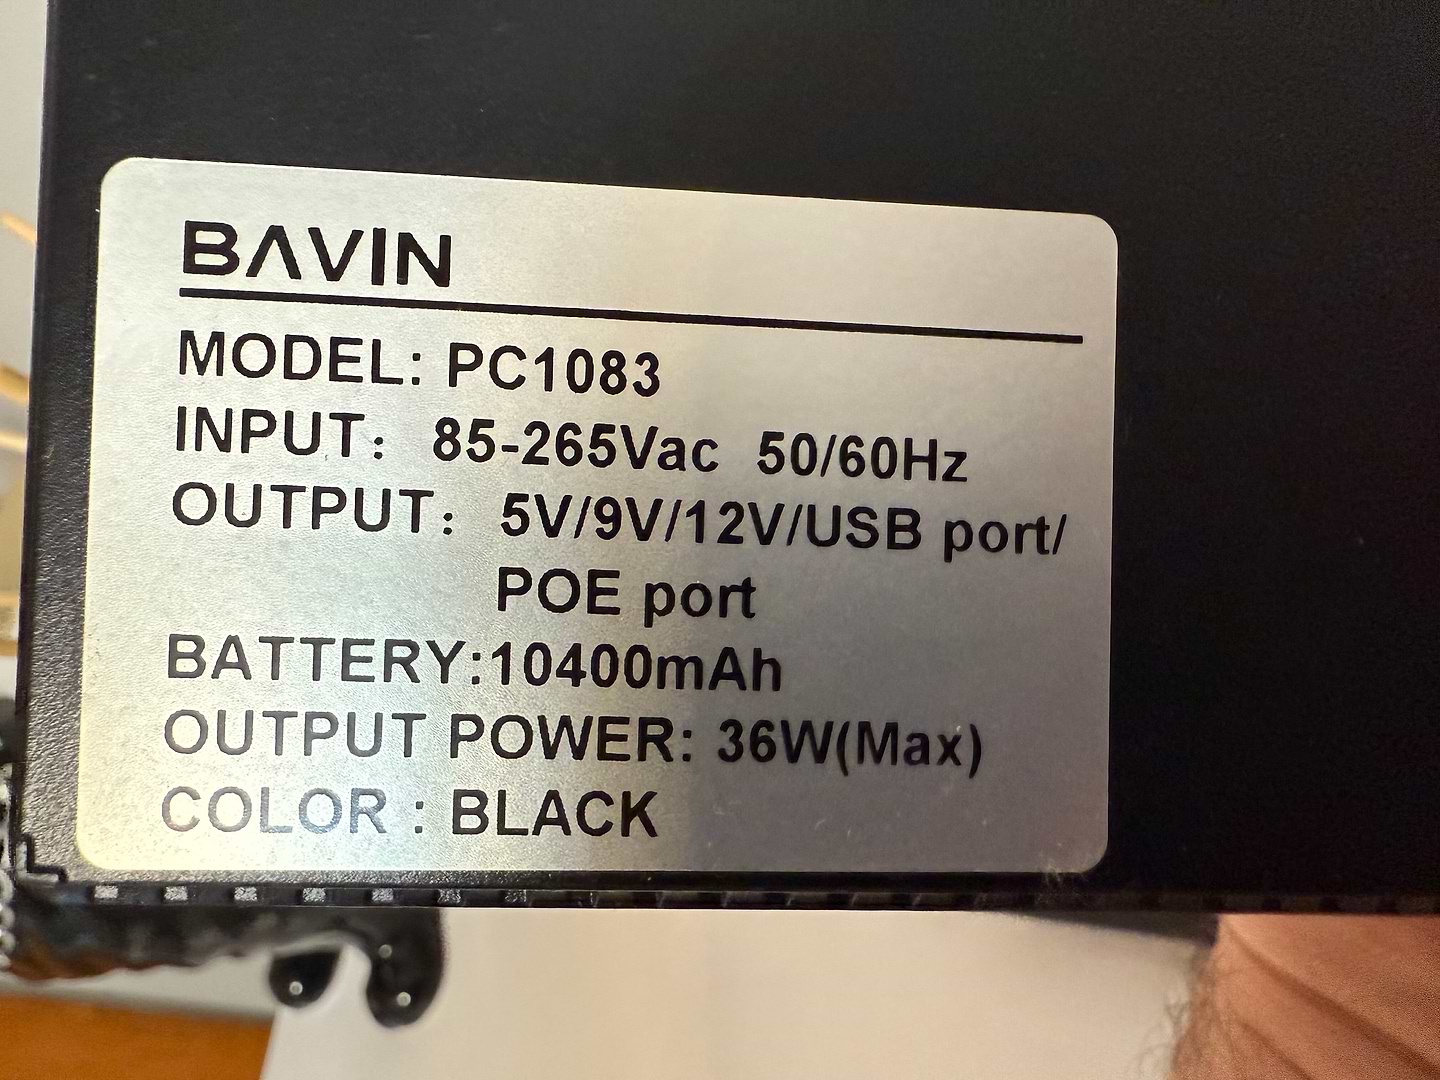 BAVIN
MODEL: PC1083
INPUT: 85-265Vac 50/60Hz
OUTPUT: 5V/9V/12V/USB port/
POE port
BATTERY:10400mAh
OUTPUT POWER: 36W(Max)
COLOR : BLACK